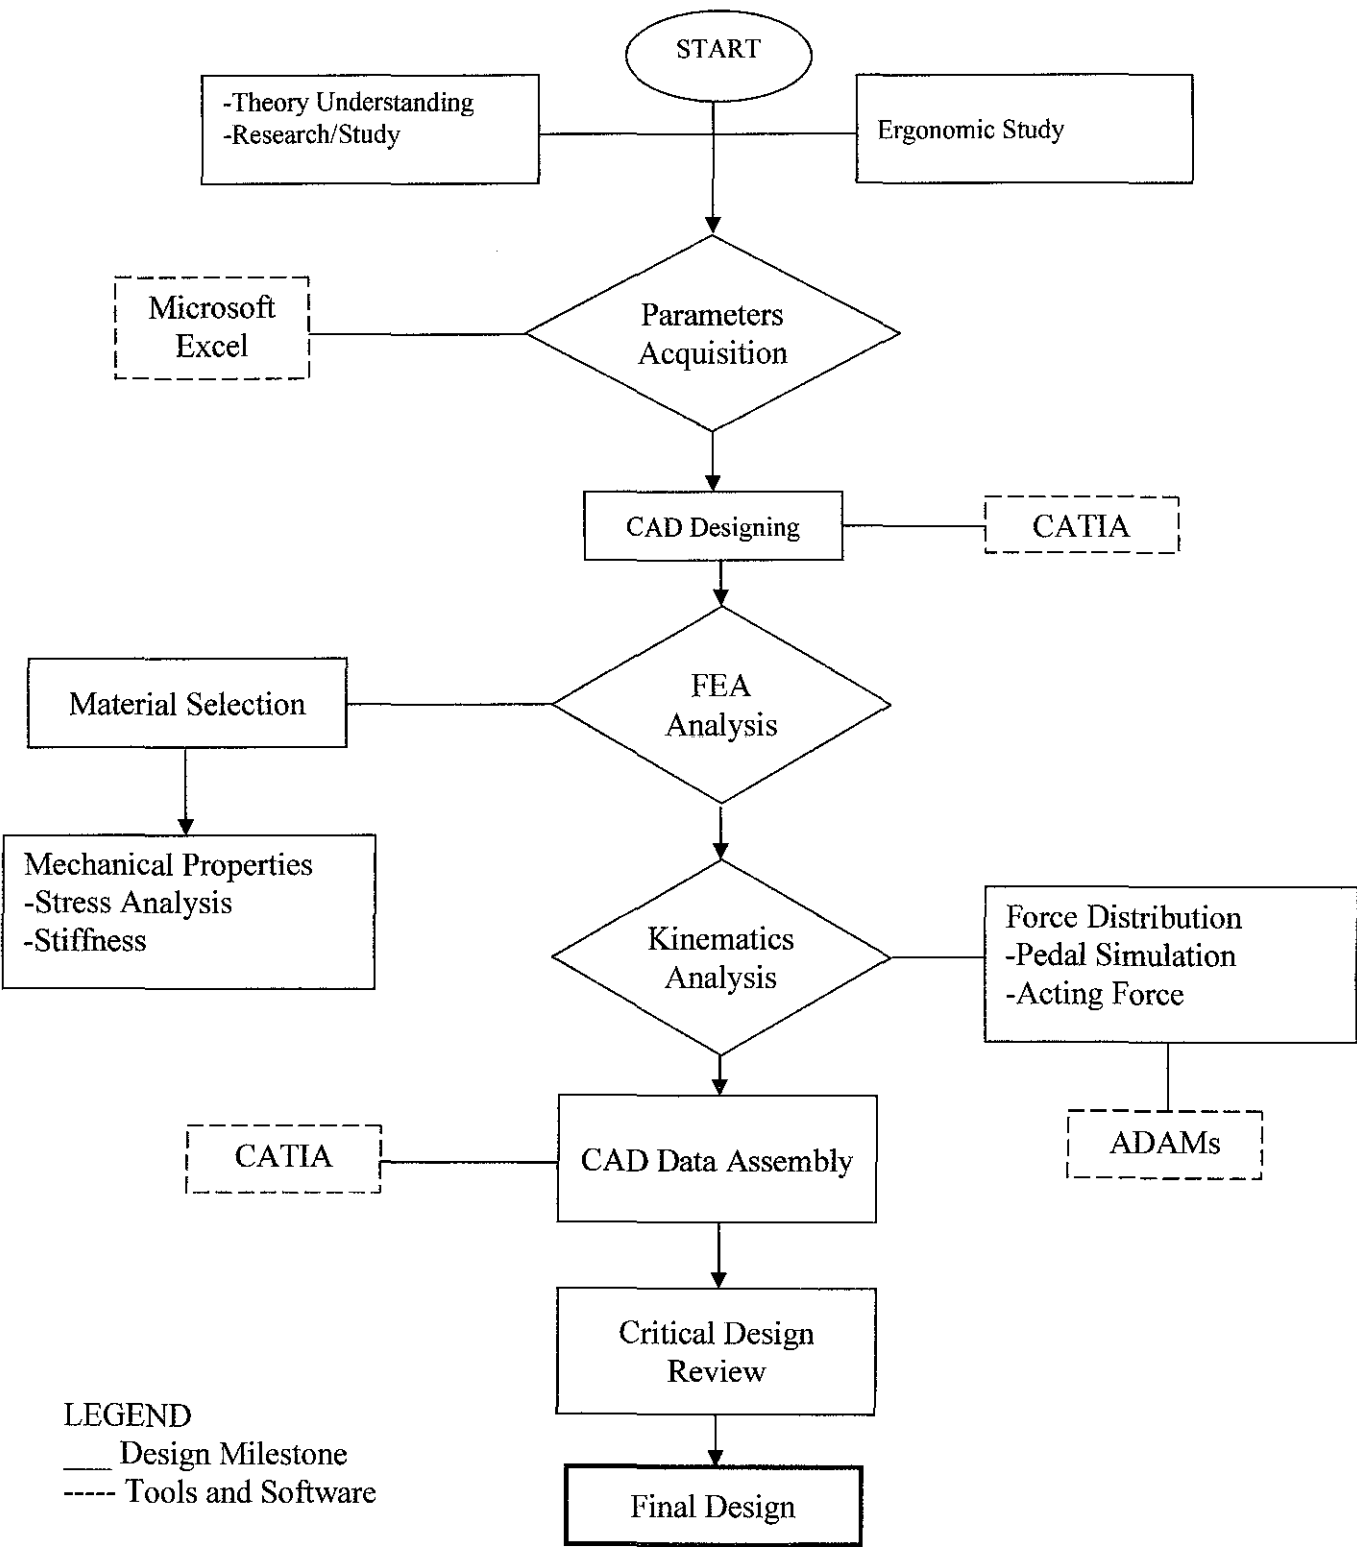 START
-Theory Understanding
-Research/Study
Ergonomic Study
Microsoft
Excel
Parameters
Acquisition
CAD Designing
CATIA
Material Selection
FEA
Analysis
Mechanical Properties
-Stress Analysis
-Stiffness
Kinematics
Analysis
Force Distribution
-Pedal Simulation
-Acting Force
CATIA
CAD Data Assembly
ADAMs
Critical Design
Review
LEGEND
___ Design Milestone
----- Tools and Software
Final Design